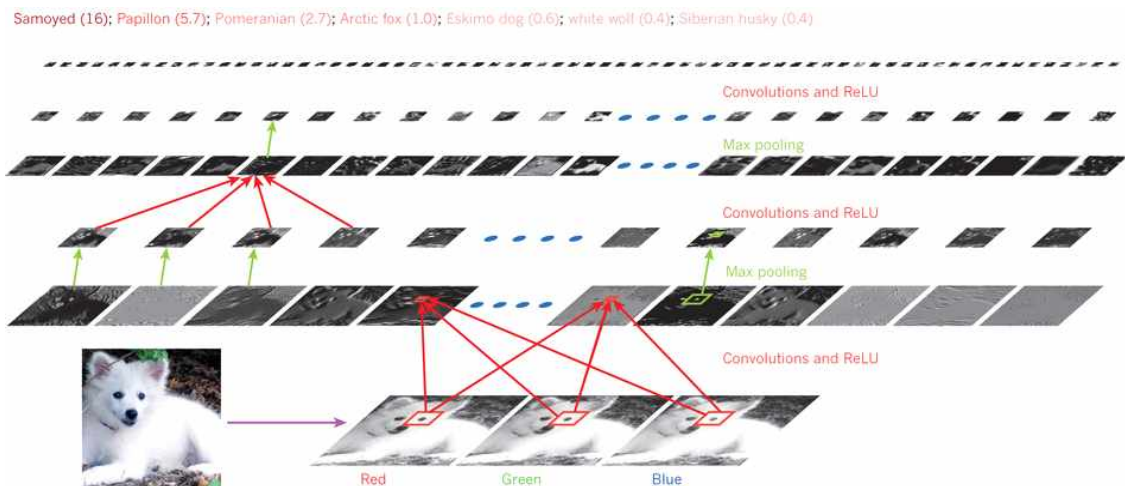 Samoyed (16); Papillon (5.7); Pomeranian (2.7); Arctic fox (1.0); Eskimo dog (0.6); white wolf (0.4); Siberian husky (0.4)
Convolutions and ReLU
Max pooling
Convolutions and ReLU
Max pooling
Convolutions and ReLU
Red Green Blue